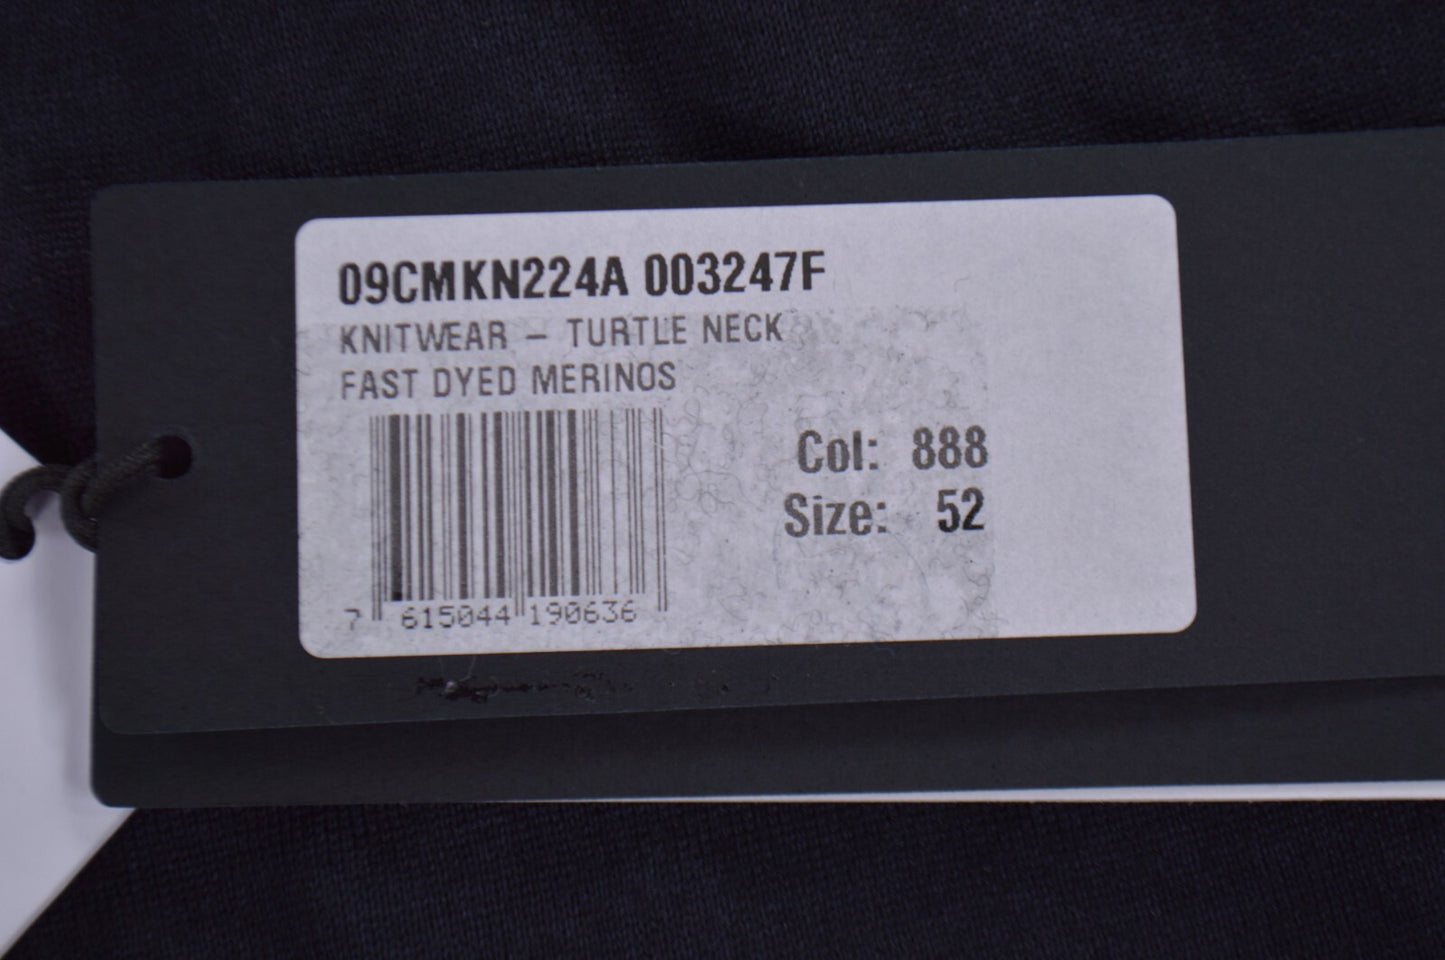 09CMKN224A 003247F
KNITWEAR – TURTLE NECK
FAST DYED MERINOS
Col: 888
Size: 52
7 615044 190636